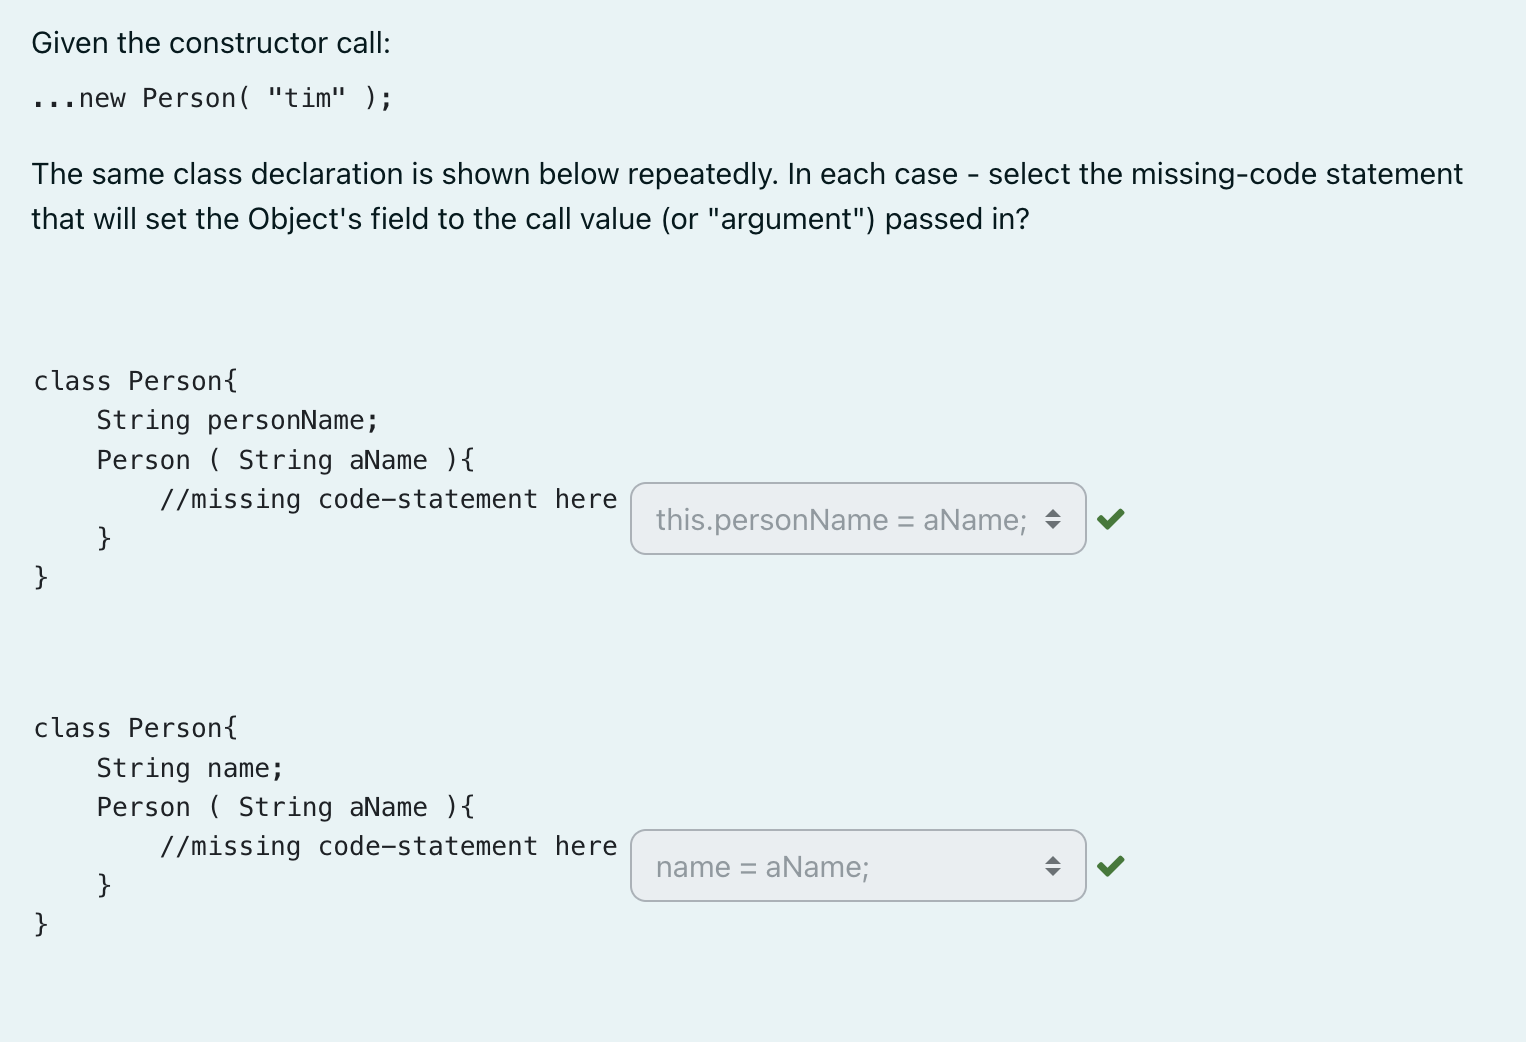 Given the constructor call:
...new Person( "tim" );
The same class declaration is shown below repeatedly. In each case - select the missing-code statement
that will set the Object's field to the call value (or "argument") passed in?
class Person{
    String personName;
    Person ( String aName ){
        //missing code-statement here this.personName = aName;
    }
}
class Person{
    String name;
    Person ( String aName ){
        //missing code-statement here name = aName;
    }
}